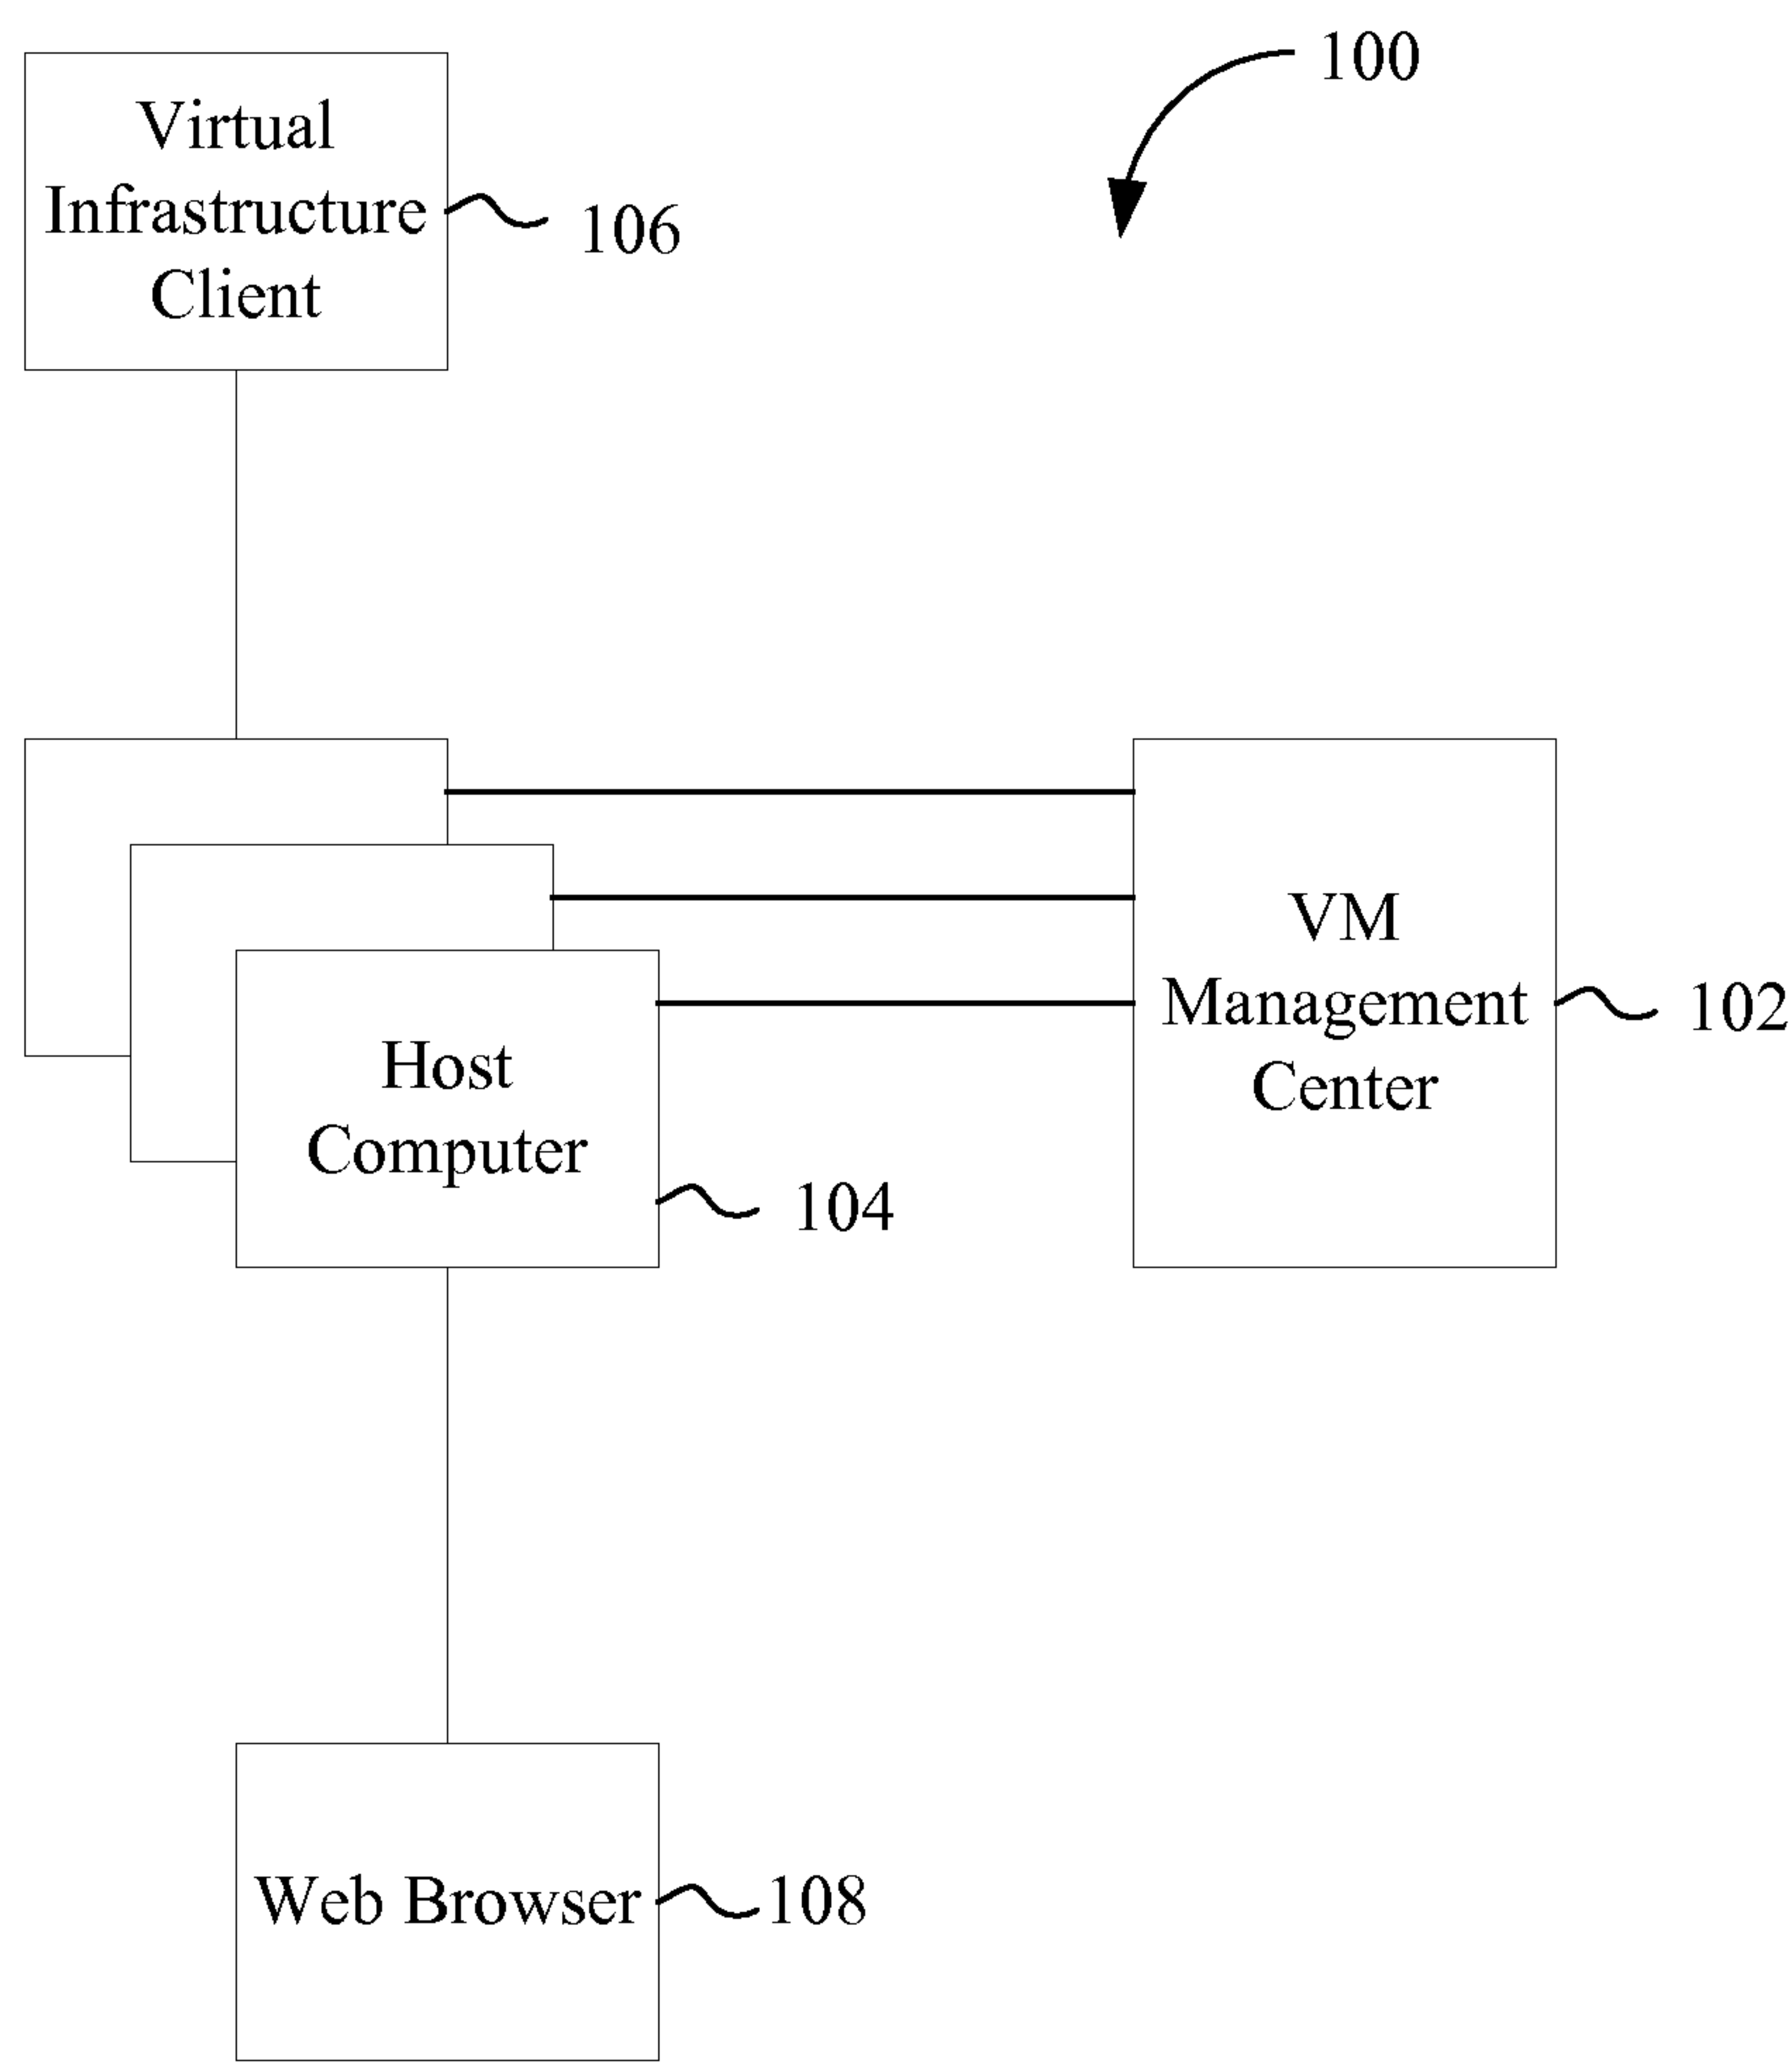 100
Virtual
Infrastructure
Client
106
VM
Management
Center
102
Host
Computer
104
Web Browser
108